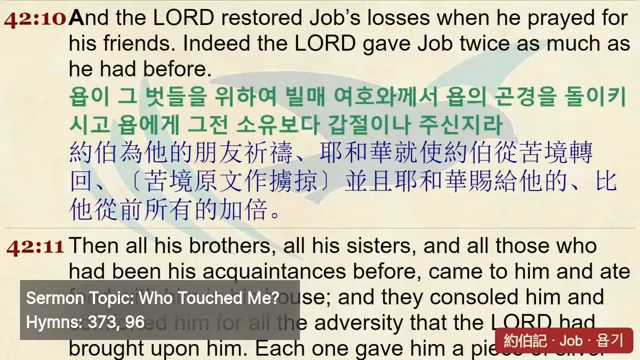 42:10 And the LORD restored Job's losses when he prayed for
his friends. Indeed the LORD gave Job twice as much as
he had before.
욥이 그 벗들을 위하여 빌매 여호와께서 욥의 곤경을 돌이키
시고 욥에게 그전 소유보다 갑절이나 주신지라
約伯為他的朋友祈禱、耶和華就使約伯從苦境轉
回、〔苦境原文作擄掠〕並且耶和華賜給他的、比
他從前所有的加倍。
42:11 Then all his brothers, all his sisters, and all those who
had been his acquaintances before, came to him and ate
house; and they consoled him and
him for all the adversity that the LORD had
brought upon him. Each one gave him a piece
Sermon Topic: Who Touched Me?
Hymns: 373, 96
約伯記 · Job · 욥기